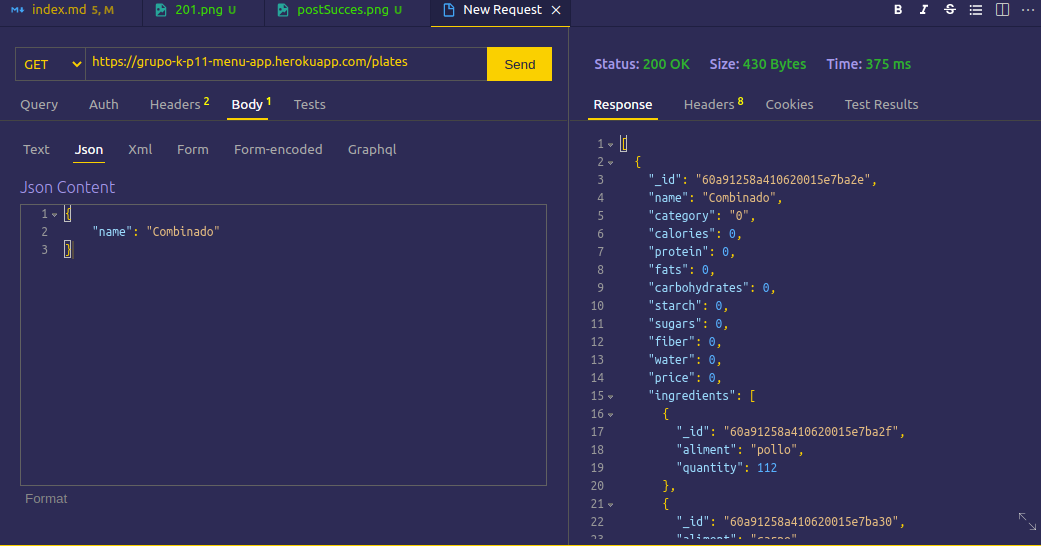 index.md 5, M 201.png U postSucces.png U New Request
GET https://grupo-k-p11-menu-app.herokuapp.com/plates Send
Query Auth Headers 2 Body 1 Tests
Text Json Xml Form Form-encoded Graphql
Json Content
1 {
2 "name": "Combinado"
3 }
Format
Status: 200 OK Size: 430 Bytes Time: 375 ms
Response Headers 8 Cookies Test Results
1 [
2 {
3 "_id": "60a91258a410620015e7ba2e",
4 "name": "Combinado",
5 "category": "0",
6 "calories": 0,
7 "protein": 0,
8 "fats": 0,
9 "carbohydrates": 0,
10 "starch": 0,
11 "sugars": 0,
12 "fiber": 0,
13 "water": 0,
14 "price": 0,
15 "ingredients": [
16 {
17 "_id": "60a91258a410620015e7ba2f",
18 "aliment": "pollo",
19 "quantity": 112
20 },
21 {
22 "_id": "60a91258a410620015e7ba30",
23 "aliment": "carne"